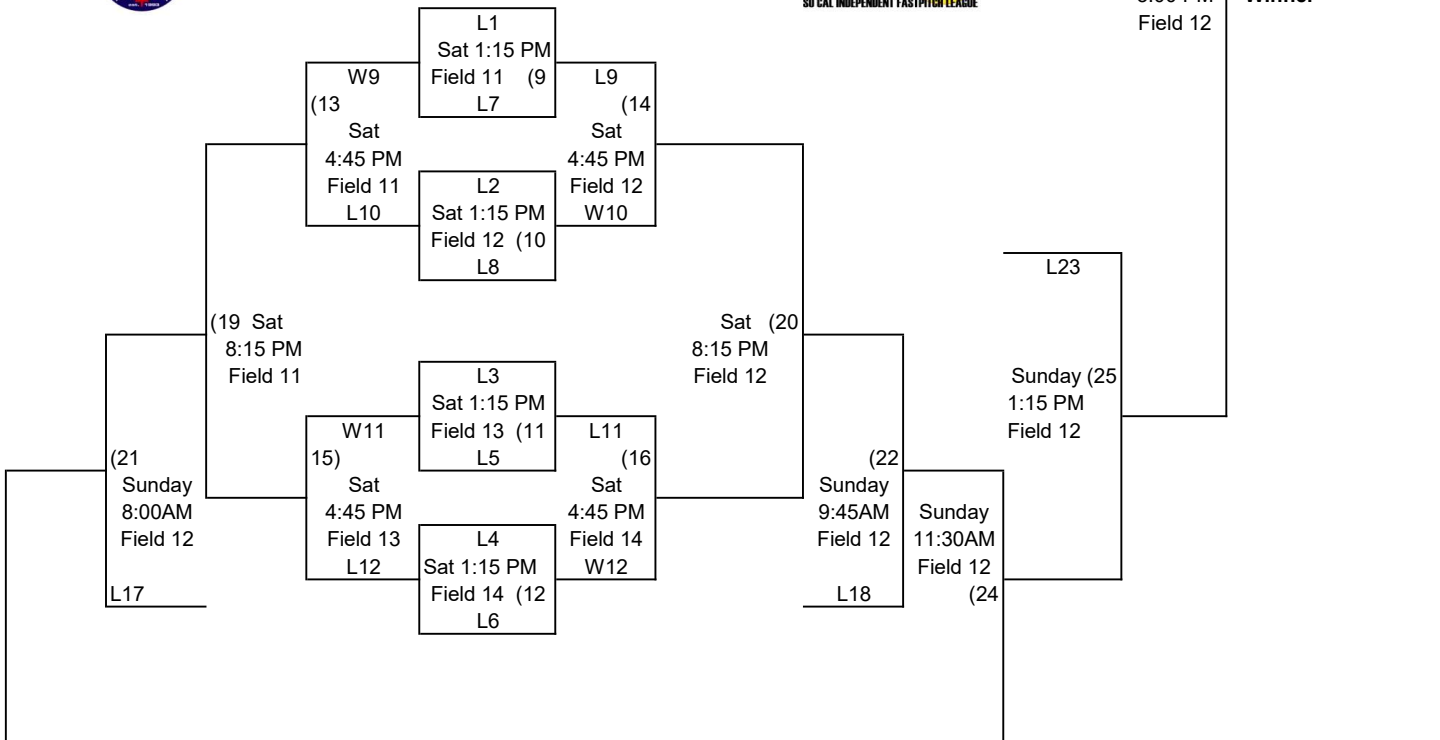 SO CAL INDEPENDENT FASTPITCH LEAGUE
Field 12
L1
Sat 1:15 PM
Field 11 (9
L7
W9
(13
Sat
4:45 PM
Field 11
L10
L9
(14
Sat
4:45 PM
Field 12
W10
L2
Sat 1:15 PM
Field 12 (10
L8
(19 Sat
8:15 PM
Field 11
Sat (20
8:15 PM
Field 12
L23
Sunday (25
1:15 PM
Field 12
L3
Sat 1:15 PM
Field 13 (11
L5
W11
15)
Sat
4:45 PM
Field 13
L12
L11
(16
Sat
4:45 PM
Field 14
W12
L4
Sat 1:15 PM
Field 14 (12
L6
(21
Sunday
8:00AM
Field 12
L17
(22
Sunday
9:45AM
Field 12
L18
Sunday
11:30AM
Field 12
(24